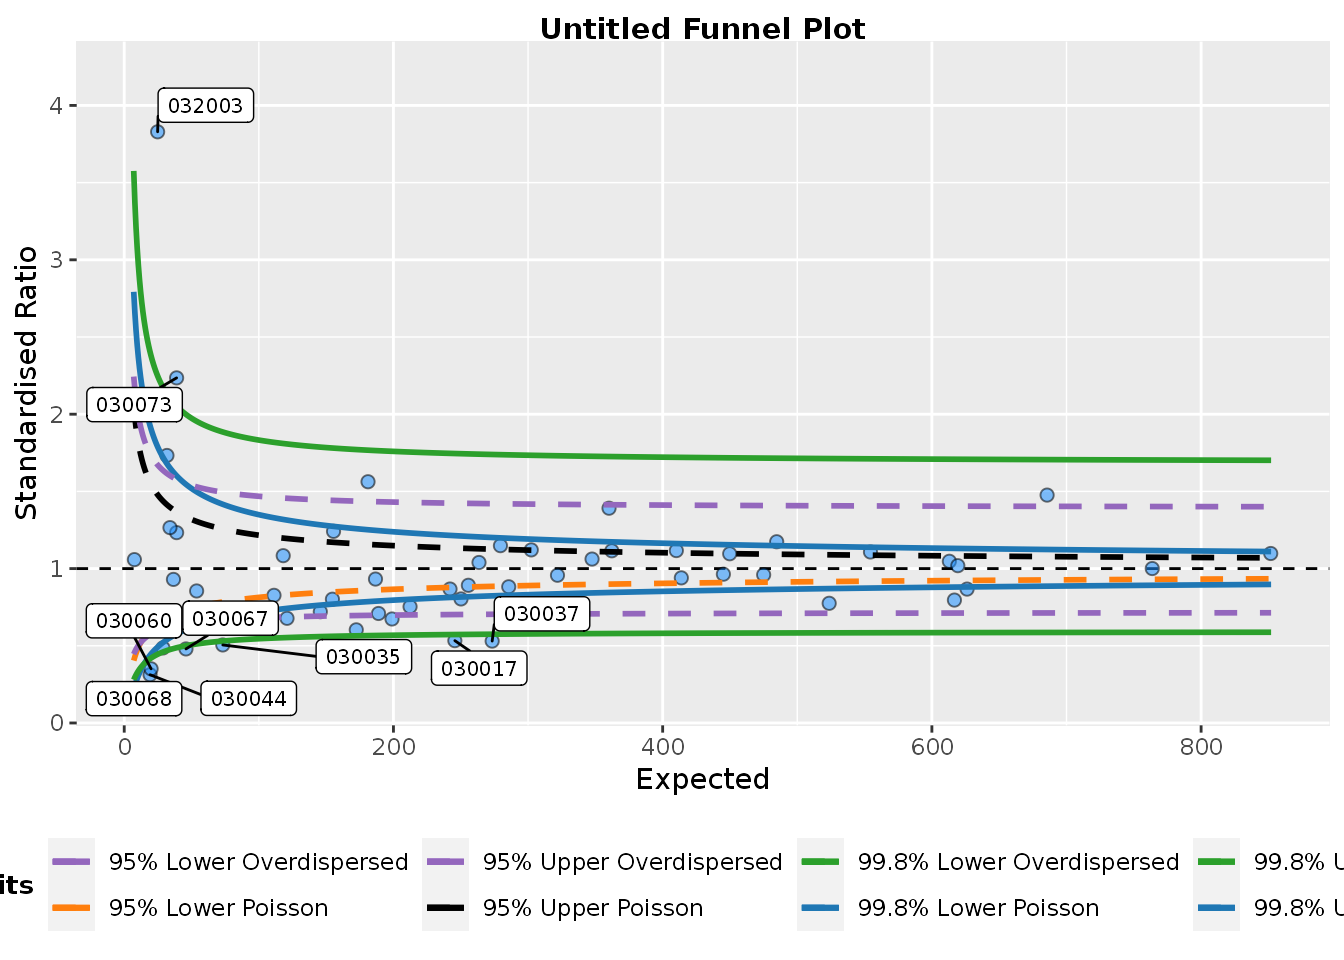 Untitled Funnel Plot
Standardised Ratio
4
3
2
1
0
032003
030073
030060
030067
030037
030035
030017
030068
030044
0 200 400 600 800
Expected
its
95% Lower Overdispersed 95% Upper Overdispersed 99.8% Lower Overdispersed 99.8% U
95% Lower Poisson 95% Upper Poisson 99.8% Lower Poisson 99.8% U